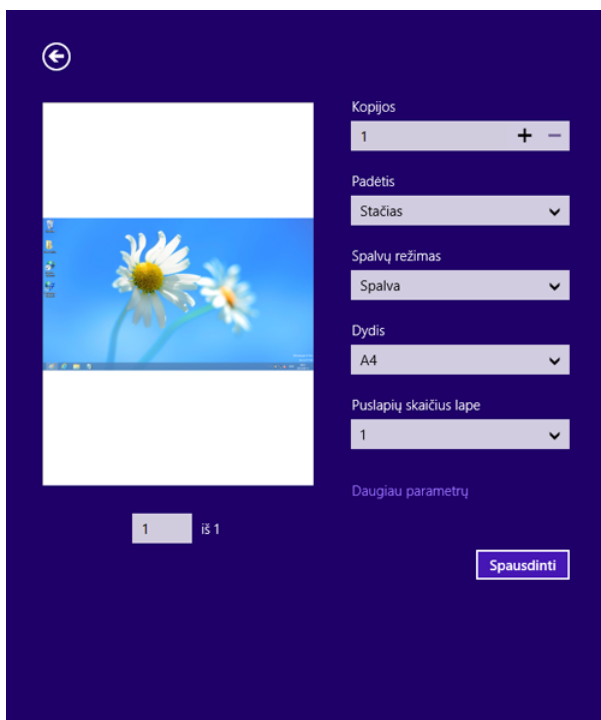 Kopijos
1
Padėtis
Stačias
Spalvų režimas
Spalva
Dydis
A4
Puslapių skaičius lape
1
Daugiau parametrų
1 iš 1
Spausdinti